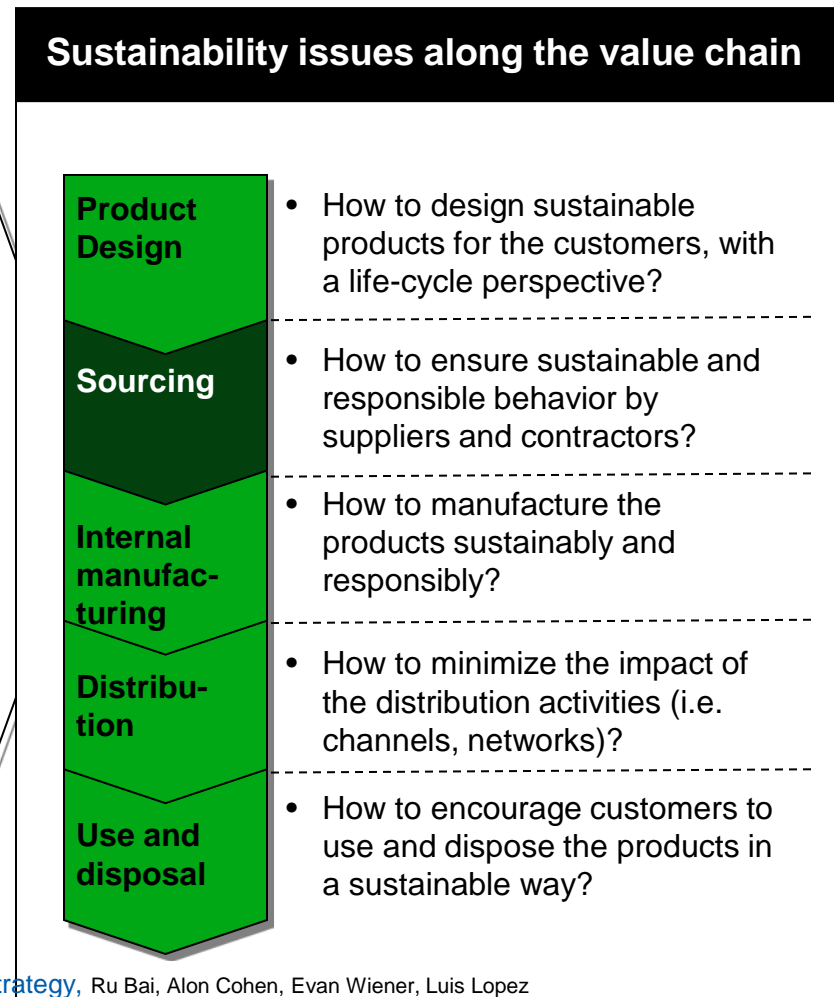 Sustainability issues along the value chain
Product
Design
• How to design sustainable
products for the customers, with
a life-cycle perspective?
Sourcing
• How to ensure sustainable and
responsible behavior by
suppliers and contractors?
Internal
manufac-
turing
• How to manufacture the
products sustainably and
responsibly?
Distribu-
tion
• How to minimize the impact of
the distribution activities (i.e.
channels, networks)?
Use and
disposal
• How to encourage customers to
use and dispose the products in
a sustainable way?
trategy, Ru Bai, Alon Cohen, Evan Wiener, Luis Lopez